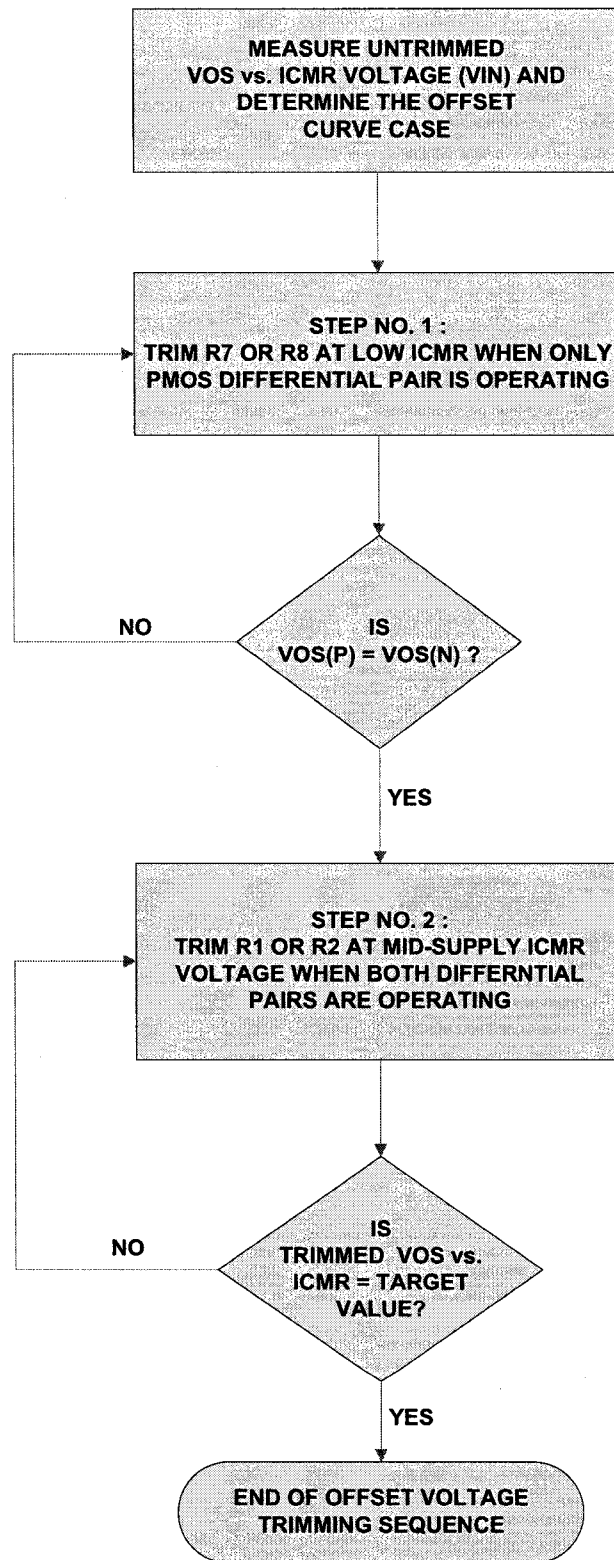 MEASURE UNTRIMMED
VOS vs. ICMR VOLTAGE (VIN) AND
DETERMINE THE OFFSET
CURVE CASE
STEP NO. 1 :
TRIM R7 OR R8 AT LOW ICMR WHEN ONLY
PMOS DIFFERENTIAL PAIR IS OPERATING
NO
IS
VOS(P) = VOS(N) ?
YES
STEP NO. 2 :
TRIM R1 OR R2 AT MID-SUPPLY ICMR
VOLTAGE WHEN BOTH DIFFERNTIAL
PAIRS ARE OPERATING
NO
IS
TRIMMED VOS vs.
ICMR = TARGET
VALUE?
YES
END OF OFFSET VOLTAGE
TRIMMING SEQUENCE